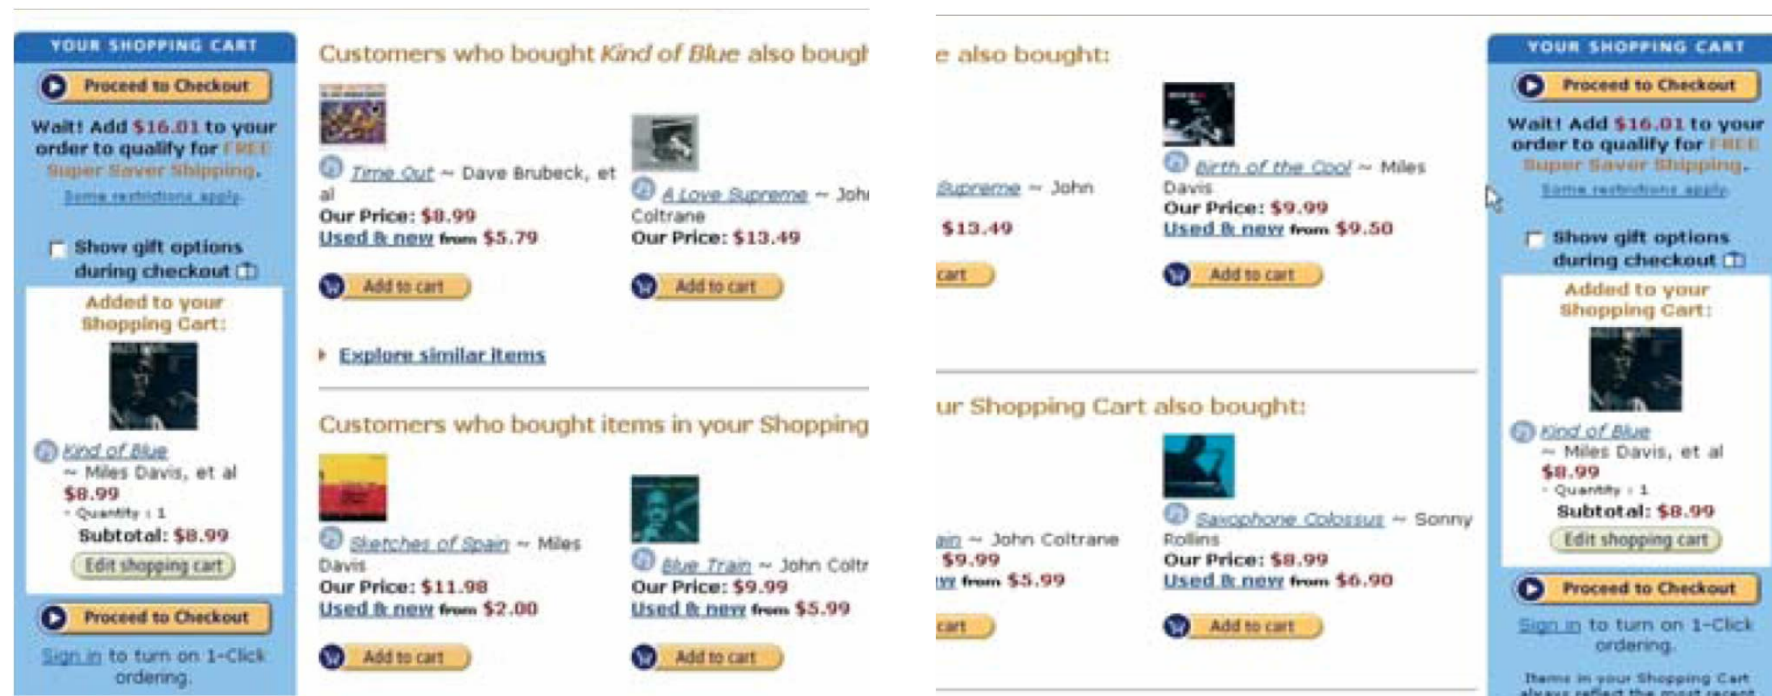 YOUR SHOPPING CART
Proceed to Checkout
Wait! Add $16.01 to your
order to qualify for FREE
Super Saver Shipping.
Some restrictions apply.
Show gift options
during checkout
Added to your
Shopping Cart:
Kind of Blue
~ Miles Davis, et al
$8.99
- Quantity : 1
Subtotal: $8.99
Edit shopping cart
Proceed to Checkout
Sign in to turn on 1-Click
ordering.
Customers who bought Kind of Blue also bough
Time Out ~ Dave Brubeck, et
al
Our Price: $8.99
Used & new from $5.79
Add to cart
A Love Supreme ~ Joh
Coltrane
Our Price: $13.49
Add to cart
Explore similar items
Customers who bought items in your Shopping
Sketches of Spain ~ Miles
Davis
Our Price: $11.98
Used & new from $2.00
Add to cart
Blue Train ~ John Coltr
Our Price: $9.99
Used & new from $5.99
Add to cart
e also bought:
Supreme ~ John
$13.49
cart
Birth of the Cool ~ Miles
Davis
Our Price: $9.99
Used & new from $9.50
Add to cart
ur Shopping Cart also bought:
ain ~ John Coltrane
$9.99
w from $5.99
cart
Saxophone Colossus ~ Sonny
Rollins
Our Price: $8.99
Used & new from $6.90
Add to cart
YOUR SHOPPING CART
Proceed to Checkout
Wait! Add $16.01 to your
order to qualify for FREE
Super Saver Shipping.
Some restrictions apply.
Show gift options
during checkout
Added to your
Shopping Cart:
Kind of Blue
~ Miles Davis, et al
$8.99
- Quantity : 1
Subtotal: $8.99
Edit shopping cart
Proceed to Checkout
Sign in to turn on 1-Click
ordering.
Items in your Shopping Cart
always reflect the most recent